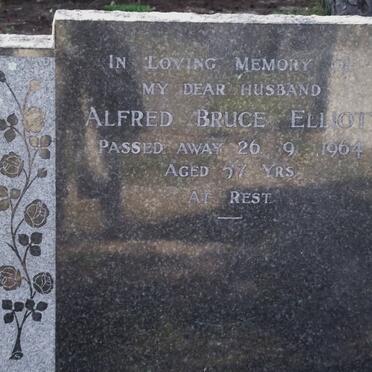 IN LOVING MEMORY OF
MY DEAR HUSBAND
ALFRED BRUCE ELLIOT
PASSED AWAY 26 9 1964
AGED 57 YRS
AT REST